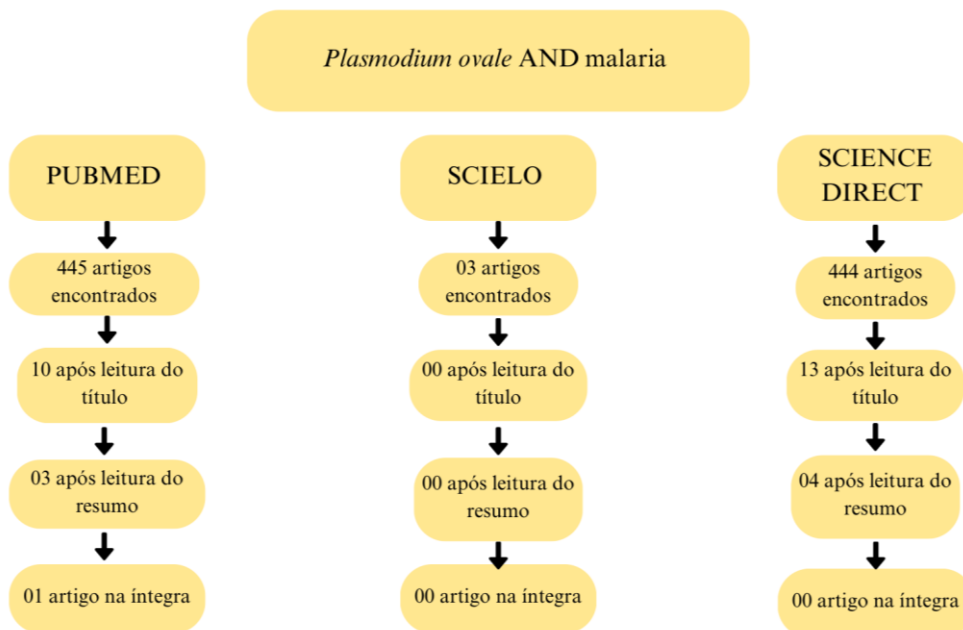 Plasmodium ovale AND malaria
PUBMED
445 artigos
encontrados
10 após leitura do
título
03 após leitura do
resumo
01 artigo na íntegra
SCIELO
03 artigos
encontrados
00 após leitura do
título
00 após leitura do
resumo
00 artigo na íntegra
SCIENCE
DIRECT
444 artigos
encontrados
13 após leitura do
título
04 após leitura do
resumo
00 artigo na íntegra